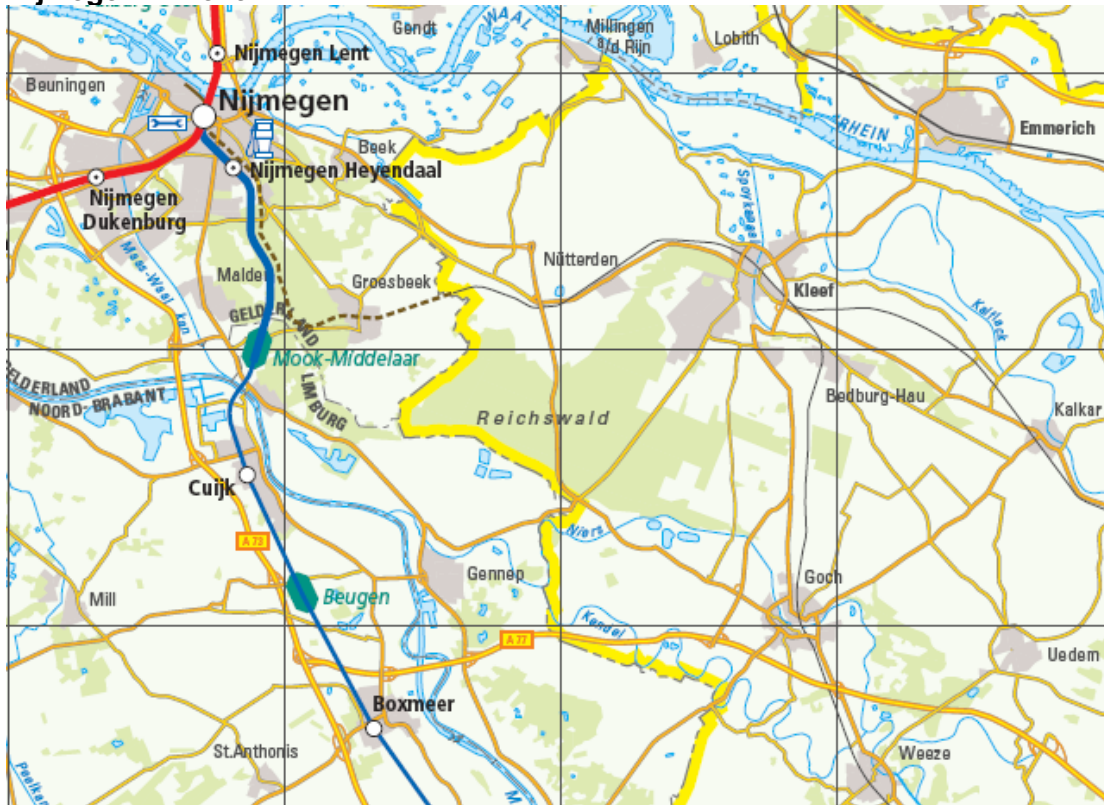 Gendt
WAAL
Millingen
a/d Rijn
Lobith
Nijmegen Lent
Beuningen
Nijmegen
RHEIN
Emmerich
Beek
Nijmegen Heyendaal
Nijmegen
Dukenburg
Spoykanaal
Maas-Waal kan
Malden
Groesbeek
Nütterden
Kleef
Kalflack
GELDERLAND
Mook-Middelaar
GELDERLAND
NOORD-BRABANT
LIMBURG
Reichswald
Bedburg-Hau
Kalkar
Cuijk
A 73
Niers
Gennep
Goch
Mill
Beugen
Kendel
A 77
Uedem
Boxmeer
St.Anthonis
Weeze
M